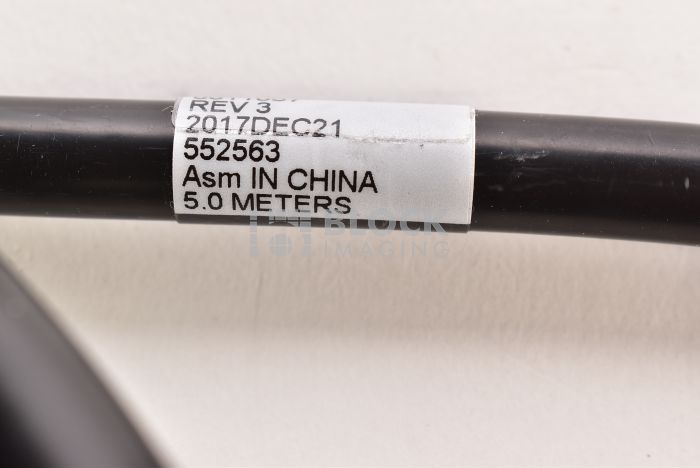 REV 3
2017DEC21
552563
Asm IN CHINA
5.0 METERS
BLOCK
IMAGING